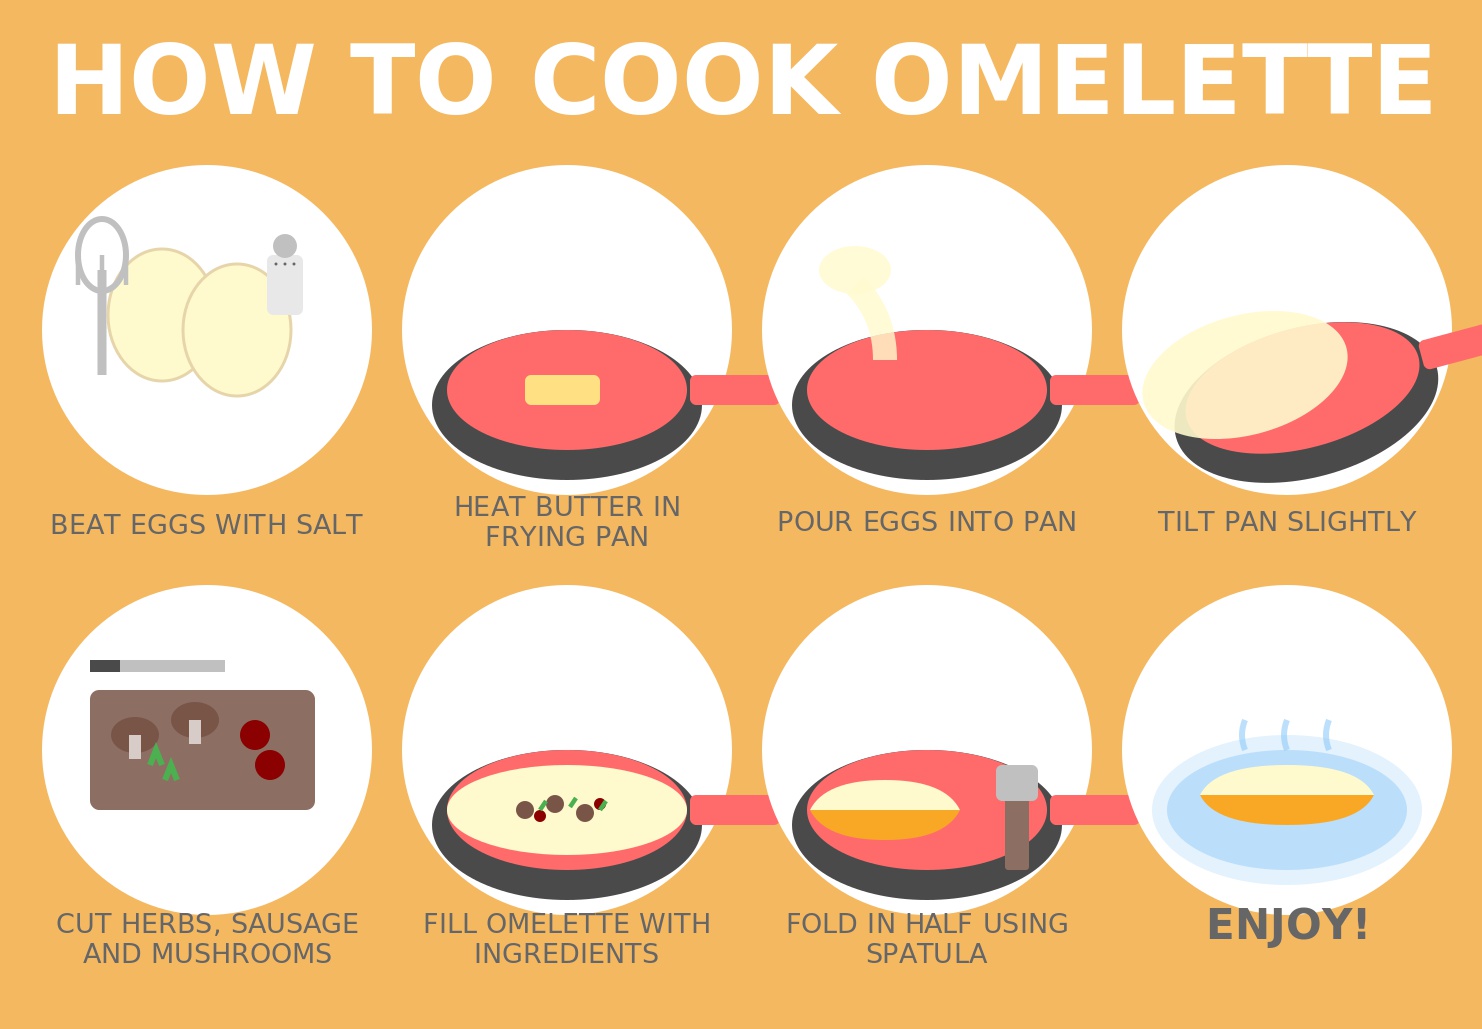 HOW TO COOK OMELETTE
BEAT EGGS WITH SALT
HEAT BUTTER IN
FRYING PAN
POUR EGGS INTO PAN
TILT PAN SLIGHTLY
CUT HERBS, SAUSAGE
AND MUSHROOMS
FILL OMELETTE WITH
INGREDIENTS
FOLD IN HALF USING
SPATULA
ENJOY!